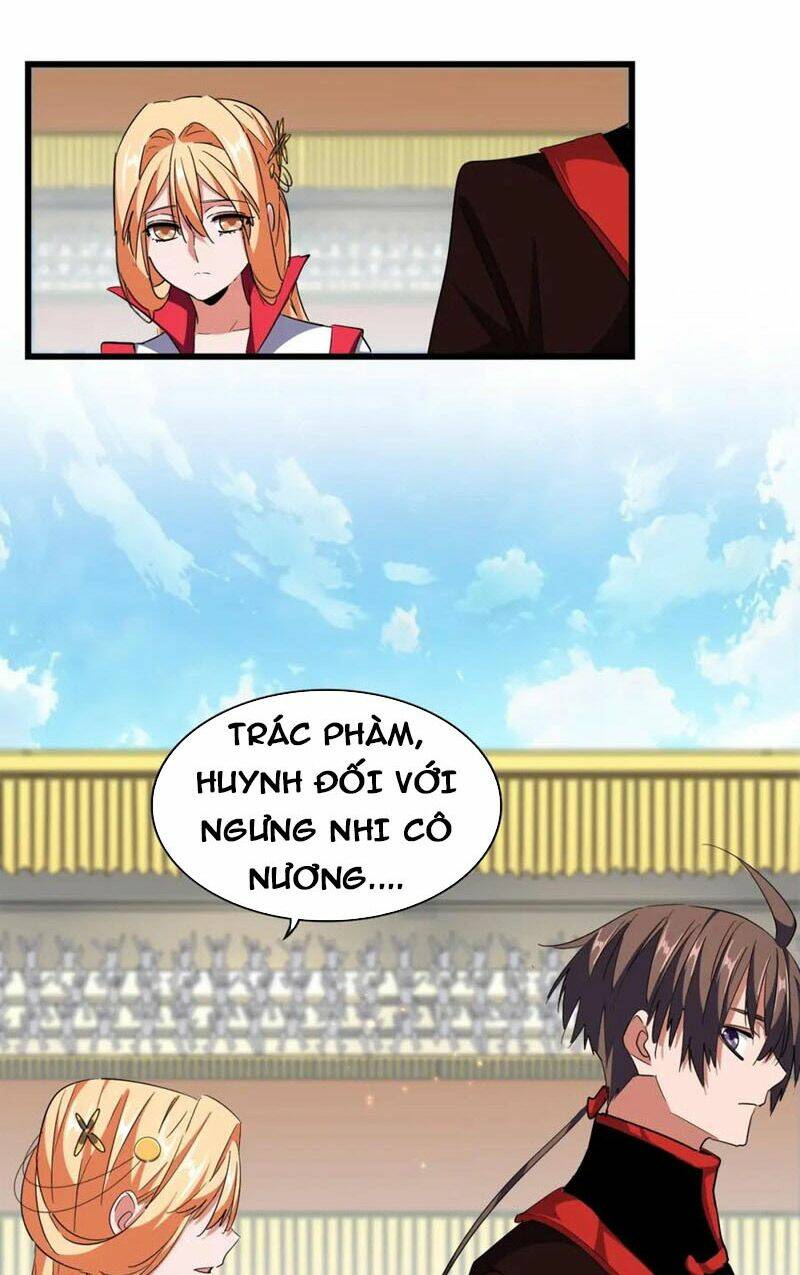 TRÁC PHÀM,
HUYNH ĐỐI VỚI
NGƯNG NHI CÔ
NƯƠNG....